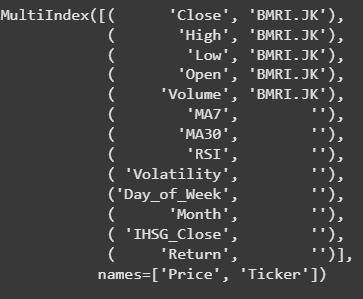 MultiIndex([(      'Close', 'BMRI.JK'),
            (       'High', 'BMRI.JK'),
            (        'Low', 'BMRI.JK'),
            (       'Open', 'BMRI.JK'),
            (     'Volume', 'BMRI.JK'),
            (        'MA7',        ''),
            (       'MA30',        ''),
            (        'RSI',        ''),
            ( 'Volatility',        ''),
            ('Day_of_Week',        ''),
            (      'Month',        ''),
            ( 'IHSG_Close',        ''),
            (     'Return',        '')],
           names=['Price', 'Ticker'])